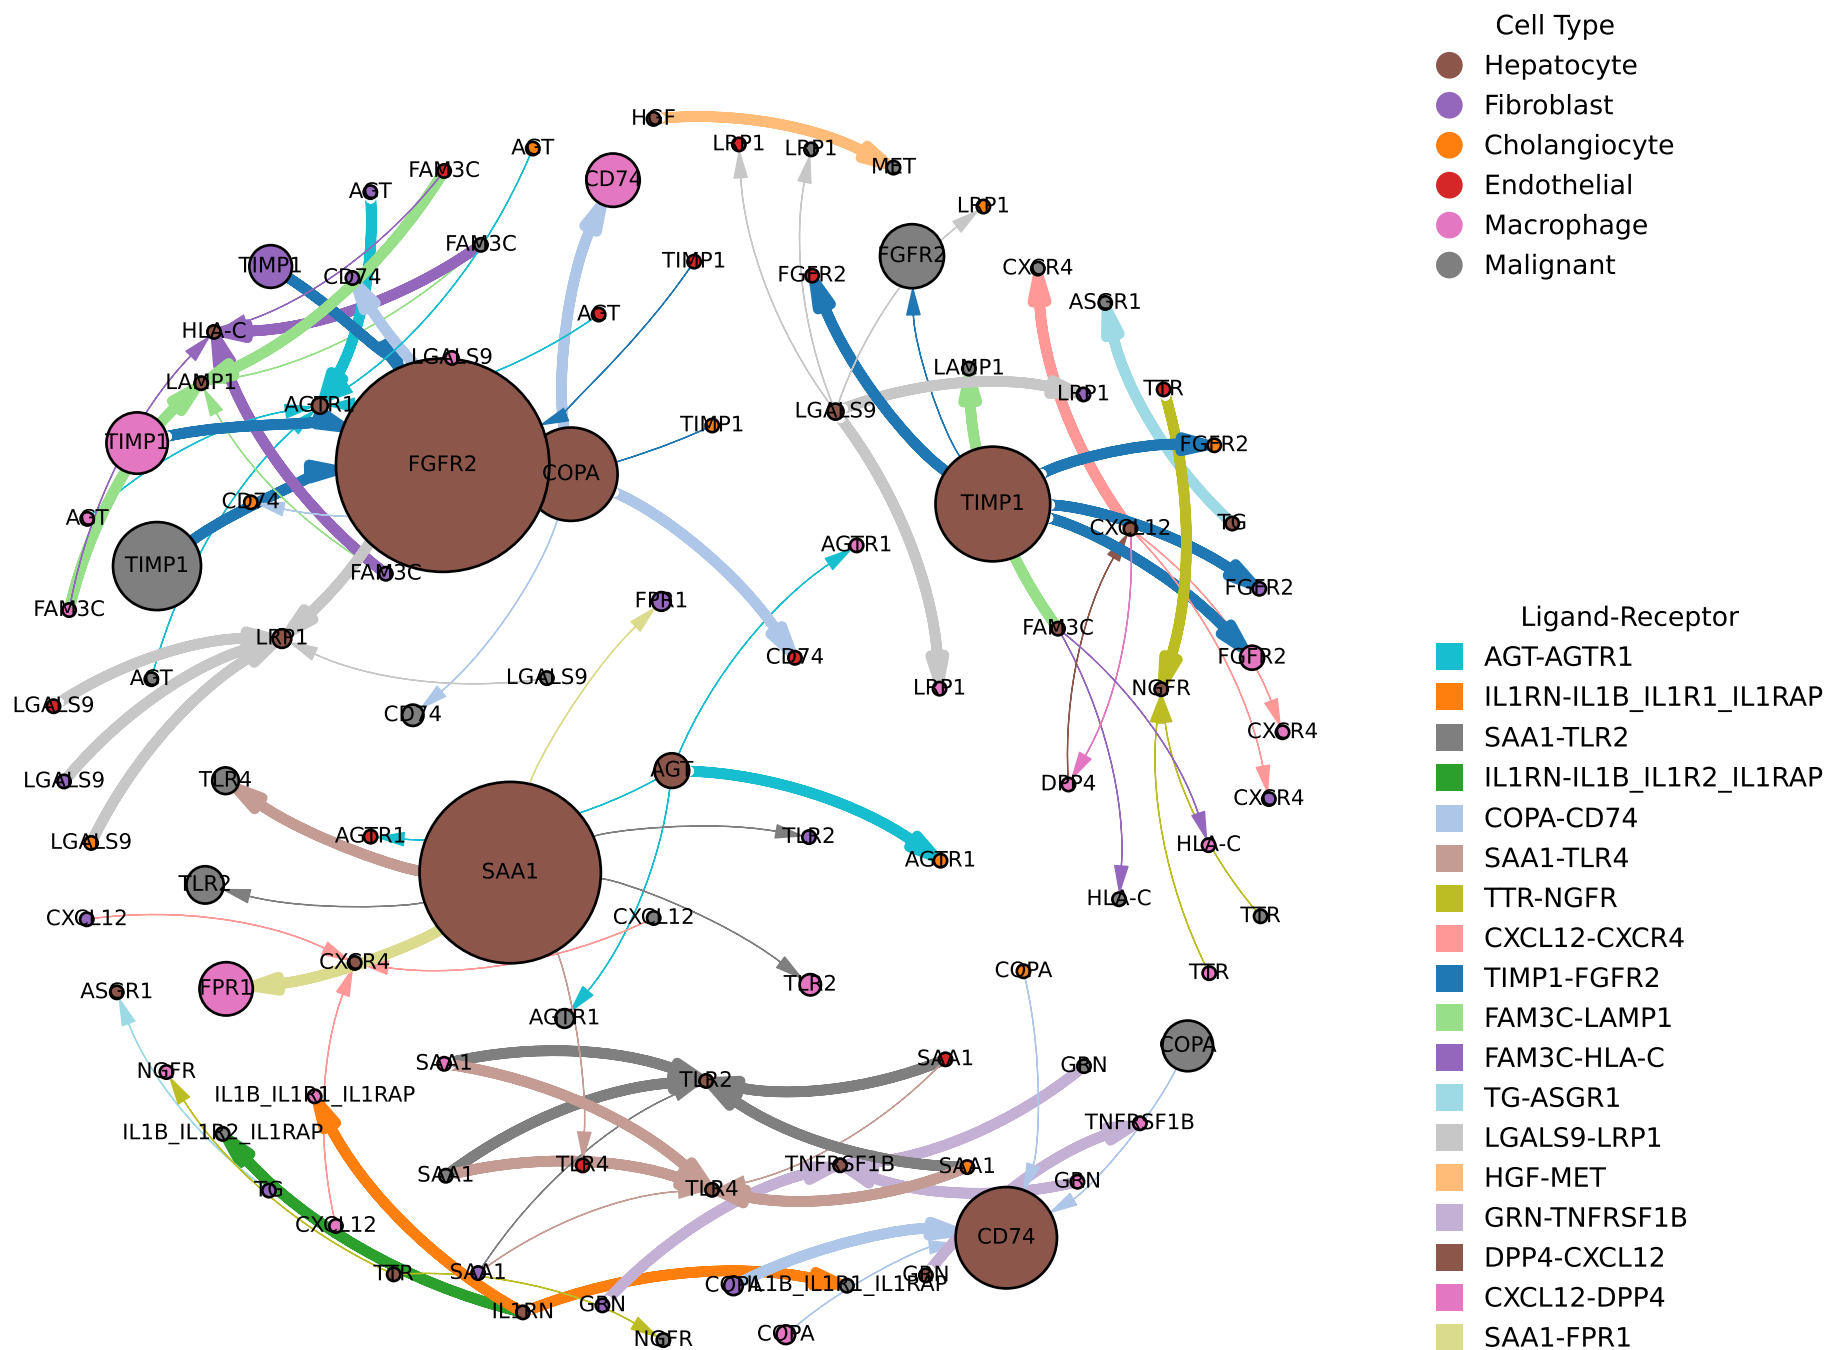 Cell Type
Hepatocyte
Fibroblast
Cholangiocyte
Endothelial
Macrophage
Malignant
HGF
LRP1
LRP1
MET
AGT
FAM3C
AGT
CD74
LRP1
FAM3C
TIMP1
CD74
TIMP1
FGFR2
FGFR2
CXCR4
ASGR1
HLA-C
AGT
LGALS9
LAMP1
LAMP1
AGTR1
LGALS9
LRP1
TTR
TIMP1
TIMP1
FGFR2
FGFR2
COPA
CD74
TIMP1
AGT
CXCL12
TG
TIMP1
AGTR1
FAM3C
FAM3C
FPR1
FGFR2
FAM3C
LRP1
CD74
FGFR2
AGT
LGALS9
LRP1
NGFR
LGALS9
CD74
CXCR4
LGALS9
TLR4
AGT
DPP4
CXCR4
LGALS9
AGTR1
TLR2
HLA-C
AGTR1
SAA1
TLR2
HLA-C
CXCL12
CXCL12
TTR
CXCR4
COPA
TTR
ASGR1
FPR1
TLR2
AGTR1
NGFR
SAA1
SAA1
GRN
COPA
TLR2
IL1B_IL1R1_IL1RAP
IL1B_IL1R2_IL1RAP
TNFRSF1B
SAA1
TLR4
TNFRSF1B
SAA1
TG
TLR4
GRN
CXCL12
CD74
TTR
SAA1
GRN
COPA
IL1B_IL1R1_IL1RAP
IL1RN
GRN
NGFR
COPA
Ligand-Receptor
AGT-AGTR1
IL1RN-IL1B_IL1R1_IL1RAP
SAA1-TLR2
IL1RN-IL1B_IL1R2_IL1RAP
COPA-CD74
SAA1-TLR4
TTR-NGFR
CXCL12-CXCR4
TIMP1-FGFR2
FAM3C-LAMP1
FAM3C-HLA-C
TG-ASGR1
LGALS9-LRP1
HGF-MET
GRN-TNFRSF1B
DPP4-CXCL12
CXCL12-DPP4
SAA1-FPR1